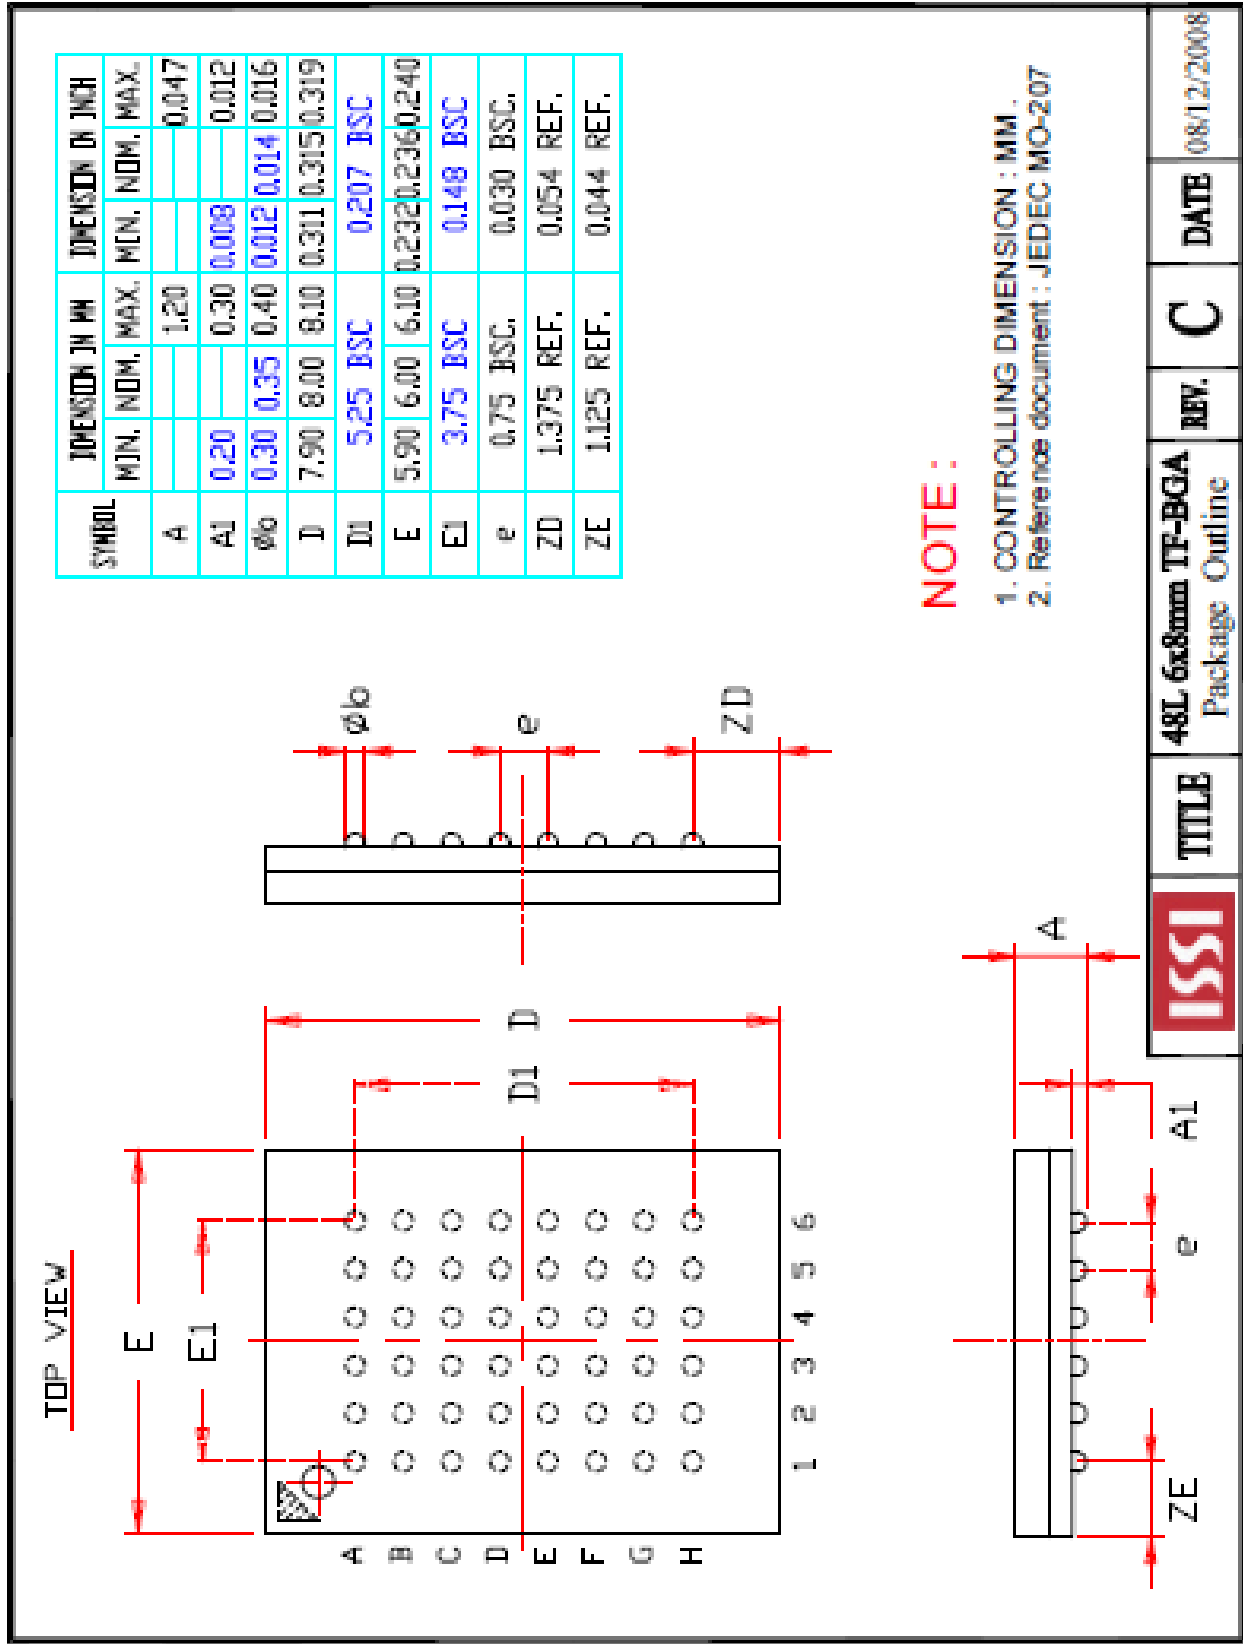 TOP VIEW
E
E1
A
B
C
D
E
F
G
H
1 2 3 4 5 6
D1
D
Øb
e
ZD
ZE
e
A1
A
SYMBOL DIMENSION IN MM DIMENSION IN INCH
MIN. NOM. MAX. MIN. NOM. MAX.
A 1.20 0.047
A1 0.20 0.30 0.008 0.012
Øb 0.30 0.35 0.40 0.012 0.014 0.016
D 7.90 8.00 8.10 0.311 0.315 0.319
D1 5.25 BSC 0.207 BSC
E 5.90 6.00 6.10 0.232 0.236 0.240
E1 3.75 BSC 0.148 BSC
e 0.75 BSC. 0.030 BSC.
ZD 1.375 REF. 0.054 REF.
ZE 1.125 REF. 0.044 REF.
NOTE :
1. CONTROLLING DIMENSION : MM .
2. Reference document : JEDEC MO-207
ISSI
TITLE
48L 6x8mm TF-BGA
Package Outline
REV.
C
DATE
08/12/2008